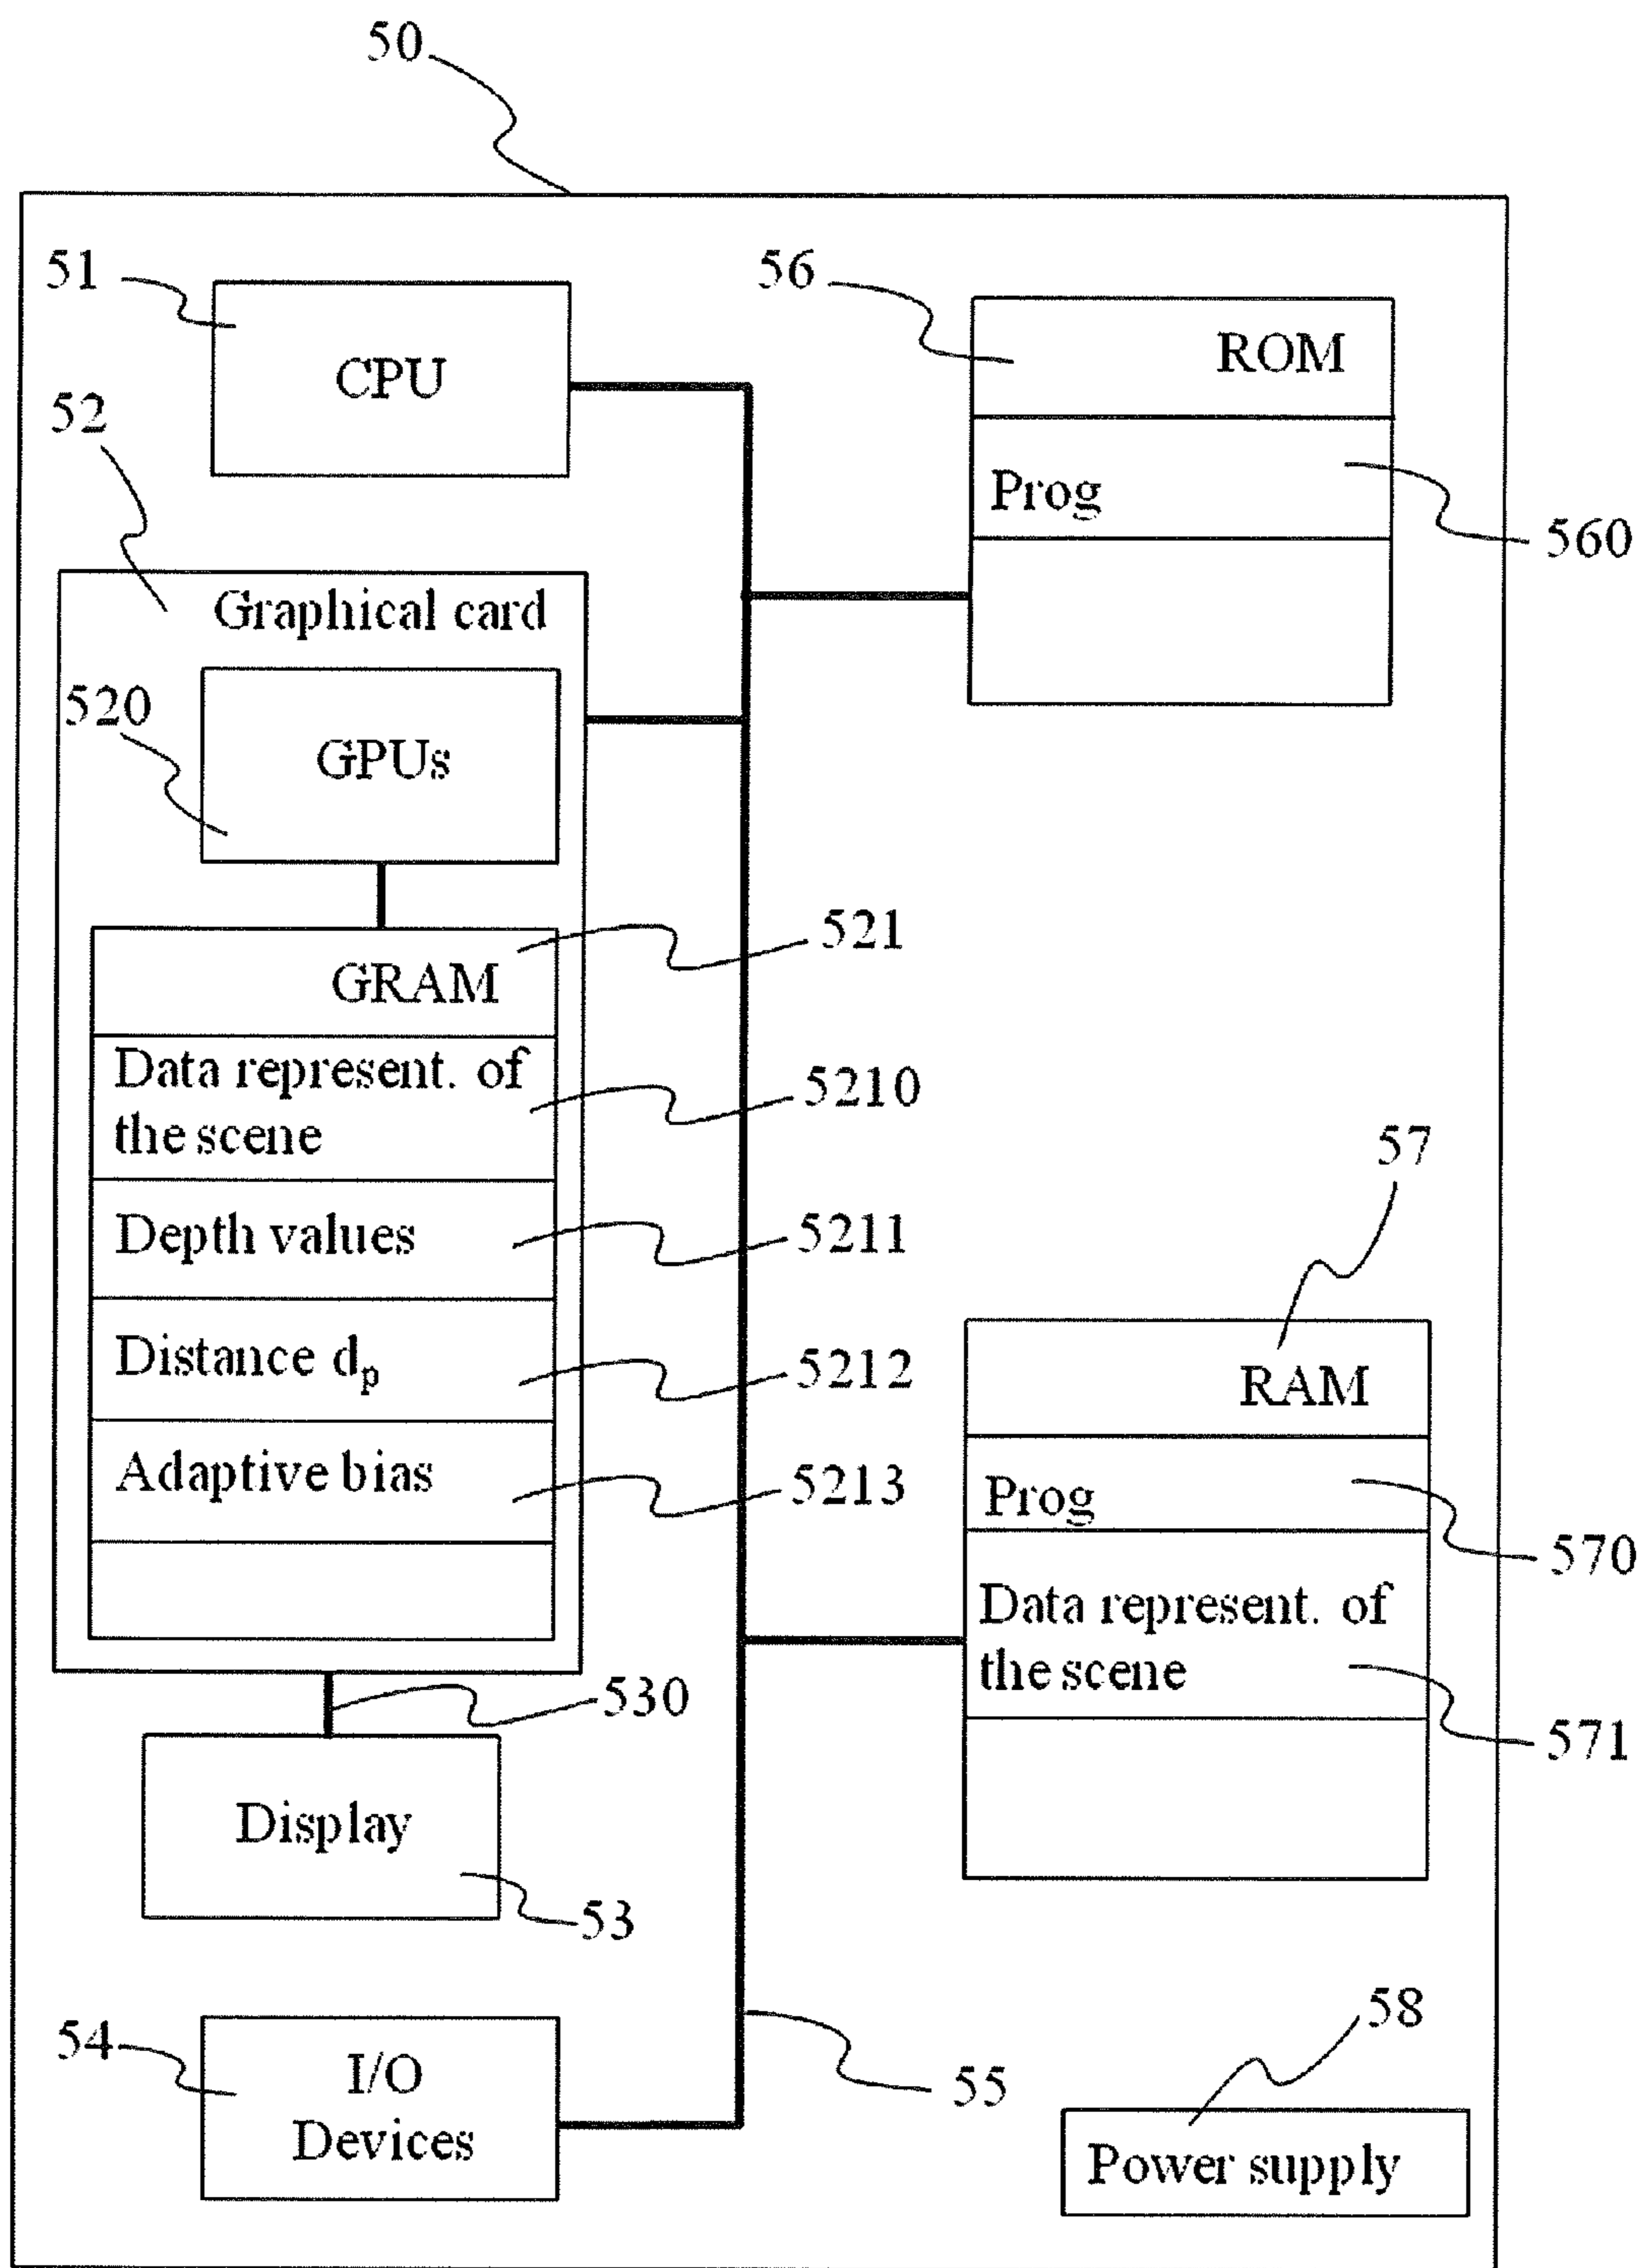 50
51
CPU
56
ROM
Prog
560
52
Graphical card
520
GPUs
521
GRAM
Data represent. of
the scene
5210
Depth values
5211
Distance dp
5212
Adaptive bias
5213
57
RAM
Prog
570
Data represent. of
the scene
571
530
Display
53
54
I/O
Devices
55
58
Power supply